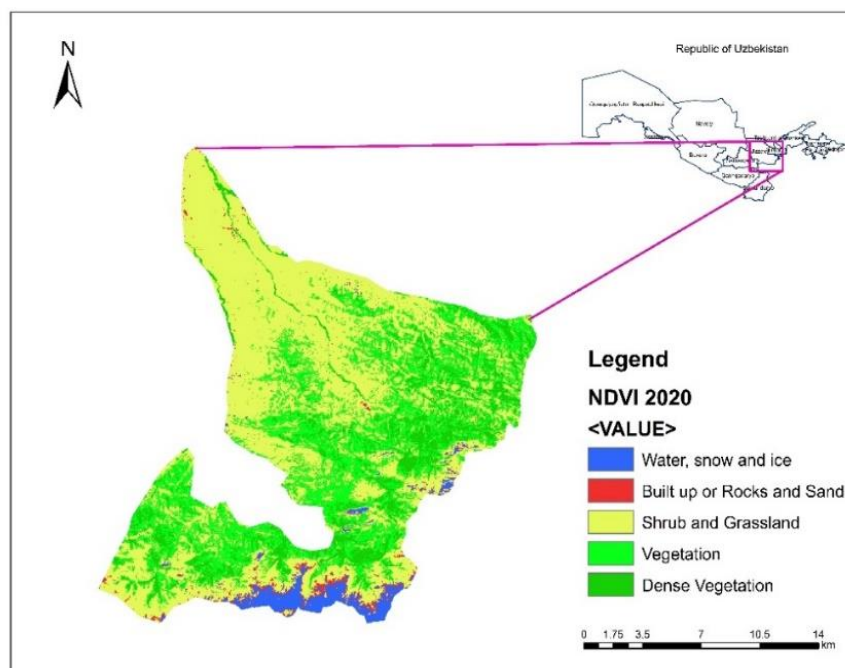 N
Republic of Uzbekistan
Navoiy
Buxoro
Legend
NDVI 2020
<VALUE>
Water, snow and ice
Built up or Rocks and Sand
Shrub and Grassland
Vegetation
Dense Vegetation
0 1.75 3.5 7 10.5 14
km